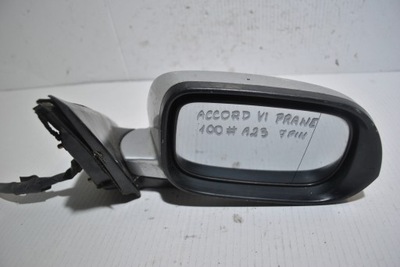 ACCORD VI PRAWE
100# A23 7PIN